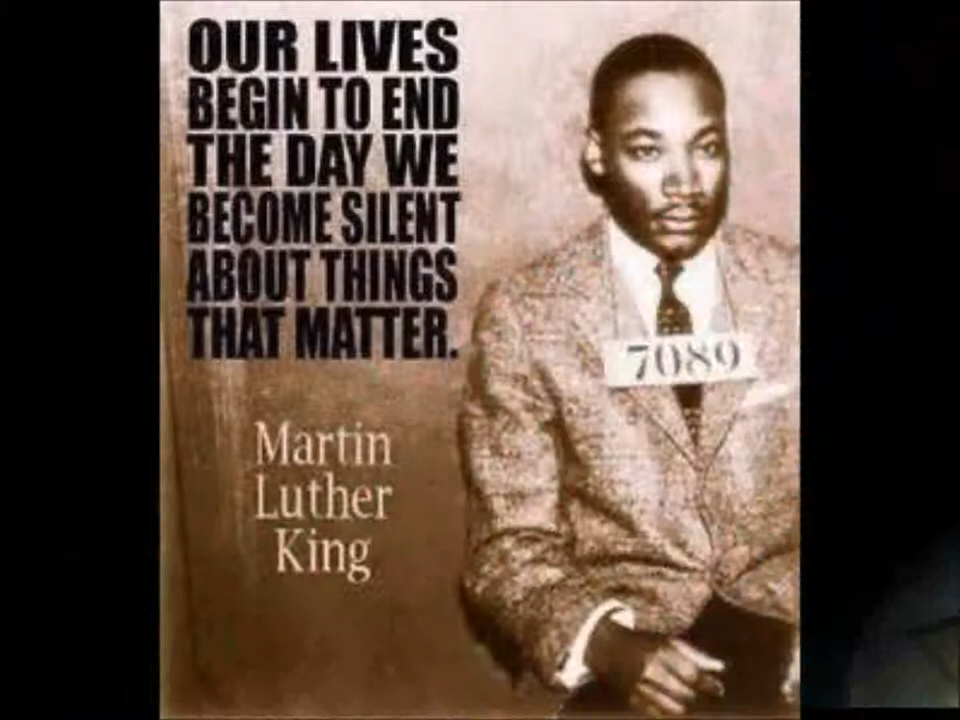 OUR LIVES
BEGIN TO END
THE DAY WE
BECOME SILENT
ABOUT THINGS
THAT MATTER.
Martin
Luther
King
7089